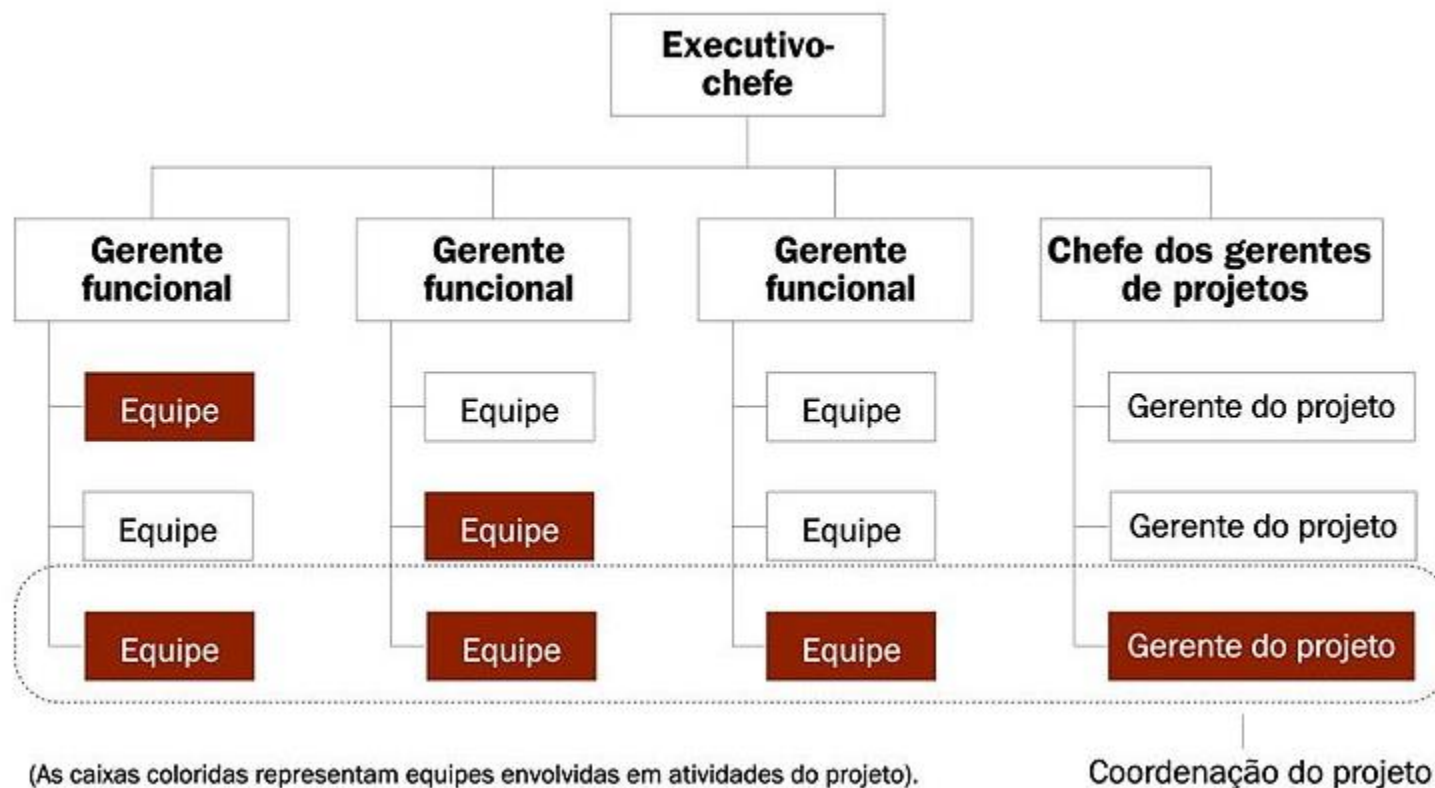 Executivo-
chefe
Gerente
funcional
Gerente
funcional
Gerente
funcional
Chefe dos gerentes
de projetos
Equipe
Equipe
Equipe
Gerente do projeto
Equipe
Equipe
Equipe
Gerente do projeto
Equipe
Equipe
Equipe
Gerente do projeto
(As caixas coloridas representam equipes envolvidas em atividades do projeto).
Coordenação do projeto